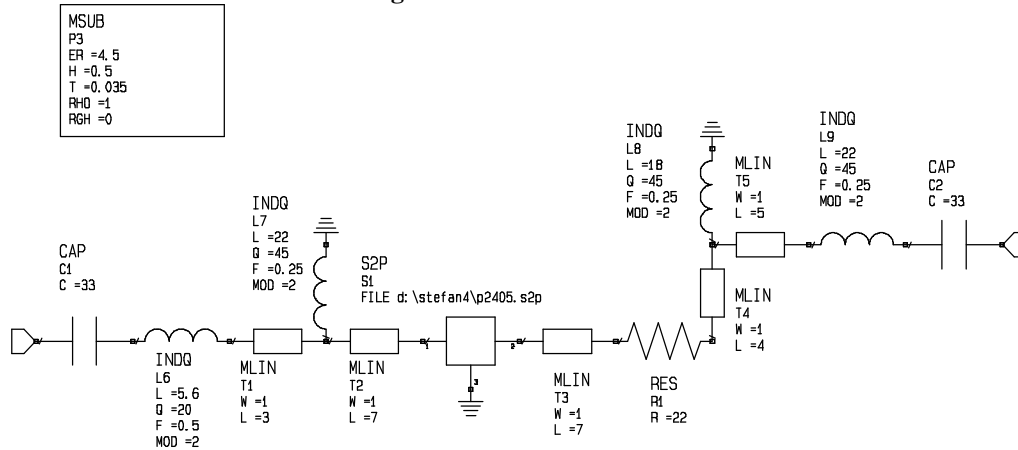 MSUB
P3
ER =4.5
H =0.5
T =0.035
RHO =1
RGH =0
INDQ
L8
L =18
Q =45
F =0.25
MOD =2
MLIN
T5
W =1
L =5
INDQ
L9
L =22
Q =45
F =0.25
MOD =2
CAP
C2
C =33
CAP
C1
C =33
INDQ
L7
L =22
Q =45
F =0.25
MOD =2
S2P
S1
FILE d:\stefan4\p2405.s2p
MLIN
T4
W =1
L =4
1
2
3
INDQ
L6
L =5.6
Q =20
F =0.5
MOD =2
MLIN
T1
W =1
L =3
MLIN
T2
W =1
L =7
MLIN
T3
W =1
L =7
RES
R1
R =22